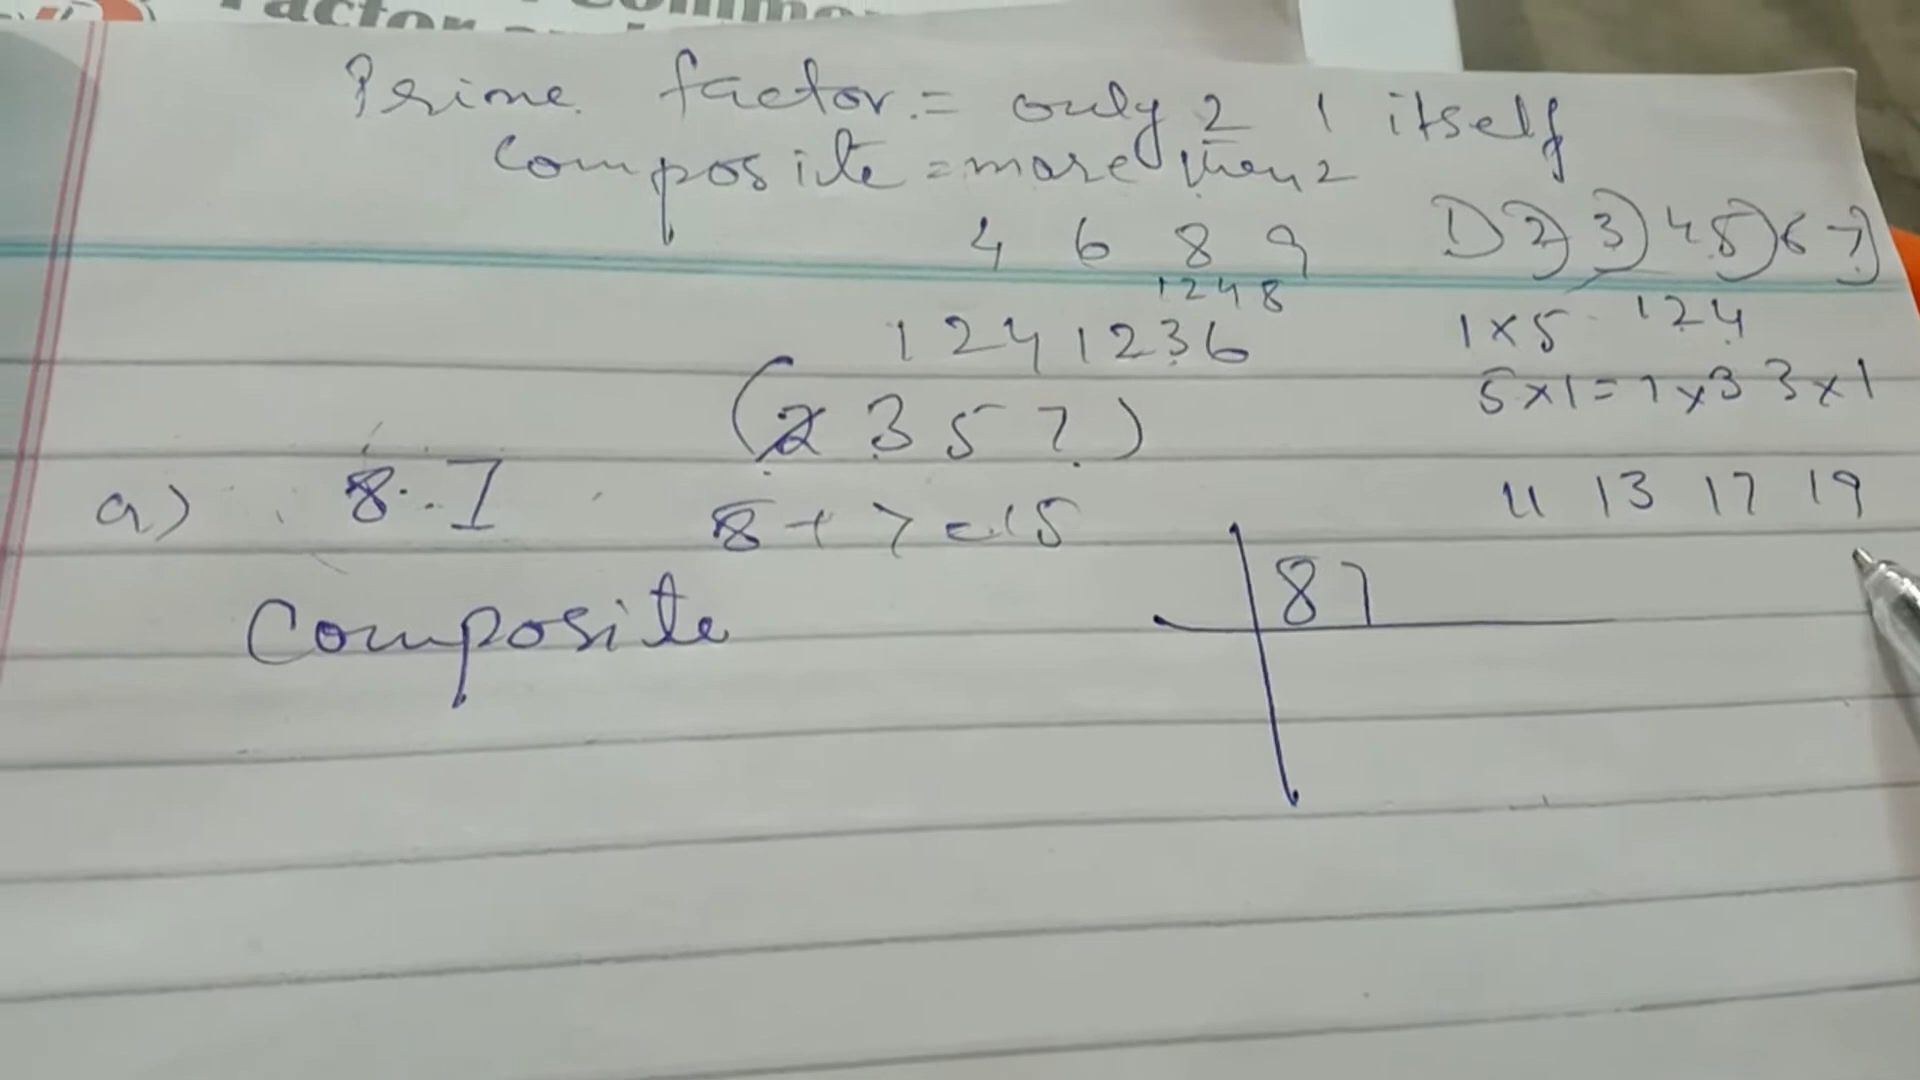 Prime factor = only 2 1 itself
Composite = more than 2
4 6 8 9
1 2 3 4 5 6 7
1 2 4 8
1 2 4 1 2 3 6
1 × 5 1 2 4
5 × 1 = 1 × 3 3 × 1
(2 3 5 7)
a) 87
8 + 7 = 15
11 13 17 19
Composite
87